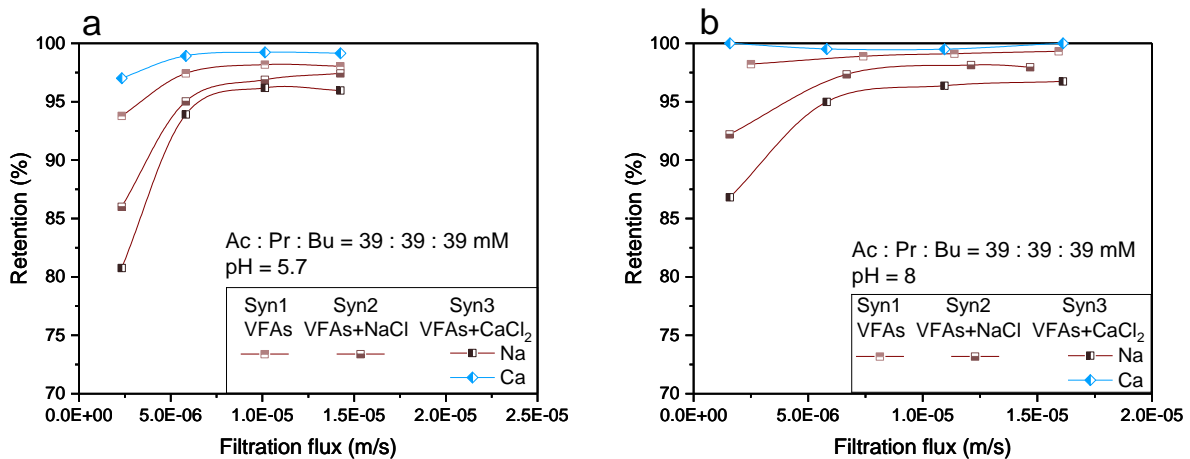 a
Retention (%)
100
95
90
85
80
75
70
0.0E+00
5.0E-06
1.0E-05
1.5E-05
2.0E-05
2.5E-05
Filtration flux (m/s)
Ac : Pr : Bu = 39 : 39 : 39 mM
pH = 5.7
Syn1 Syn2 Syn3
VFAs VFAs+NaCl VFAs+CaCl₂
Na
Ca
b
Retention (%)
100
95
90
85
80
75
70
0.0E+00
5.0E-06
1.0E-05
1.5E-05
2.0E-05
Filtration flux (m/s)
Ac : Pr : Bu = 39 : 39 : 39 mM
pH = 8
Syn1 Syn2 Syn3
VFAs VFAs+NaCl VFAs+CaCl₂
Na
Ca